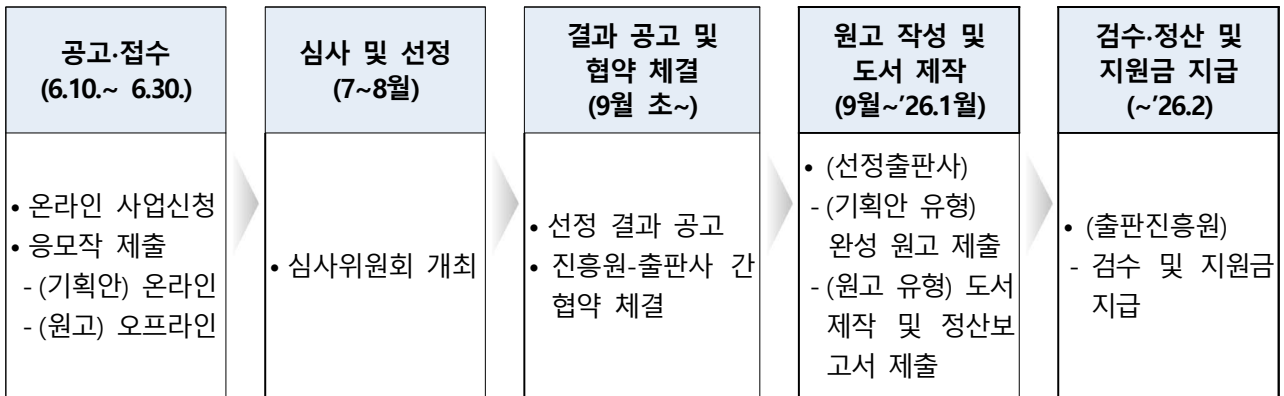 공고·접수
(6.10.~ 6.30.)
• 온라인 사업신청
• 응모작 제출
- (기획안) 온라인
- (원고) 오프라인
심사 및 선정
(7~8월)
• 심사위원회 개최
결과 공고 및
협약 체결
(9월 초~)
• 선정 결과 공고
• 진흥원-출판사 간
협약 체결
원고 작성 및
도서 제작
(9월~’26.1월)
• (선정출판사)
- (기획안 유형)
완성 원고 제출
- (원고 유형) 도서
제작 및 정산보
고서 제출
검수·정산 및
지원금 지급
(~’26.2)
• (출판진흥원)
- 검수 및 지원금
지급